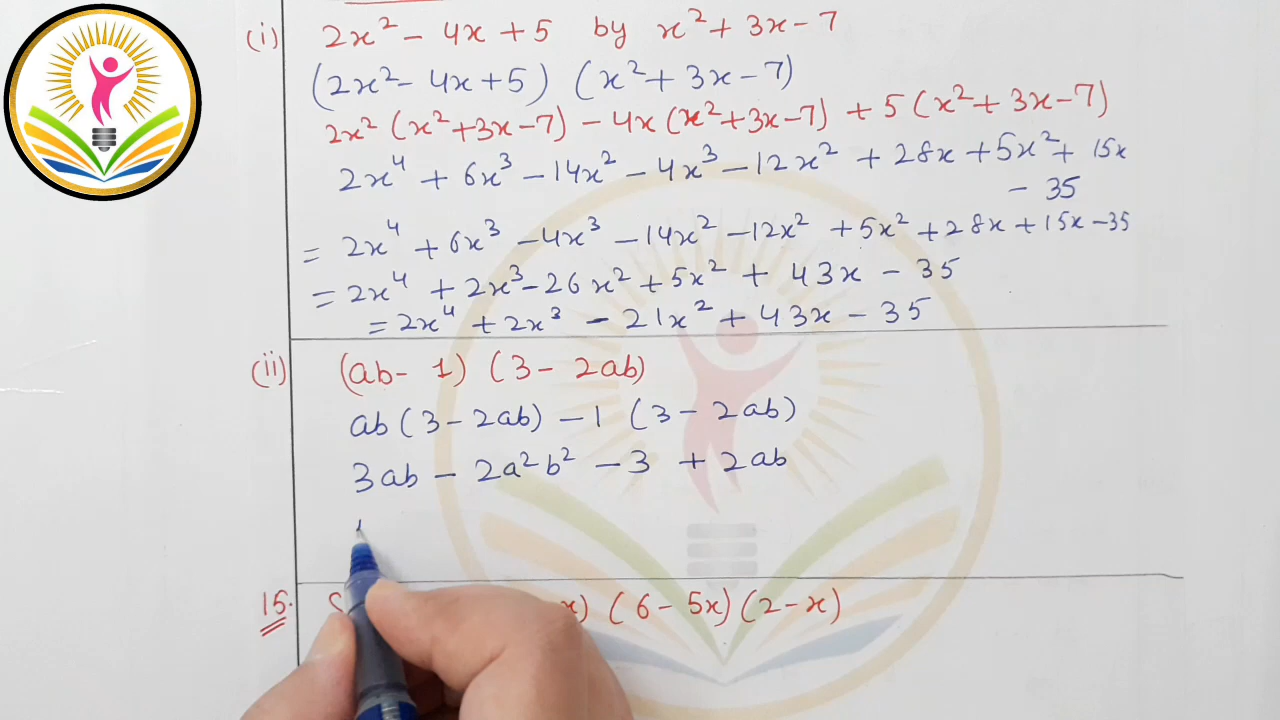 (i) 2x² - 4x + 5 by x² + 3x - 7
(2x² - 4x + 5) (x² + 3x - 7)
2x² (x² + 3x - 7) - 4x (x² + 3x - 7) + 5 (x² + 3x - 7)
2x⁴ + 6x³ - 14x² - 4x³ - 12x² + 28x + 5x² + 15x
- 35
= 2x⁴ + 6x³ - 4x³ - 14x² - 12x² + 5x² + 28x + 15x - 35
= 2x⁴ + 2x³ - 26x² + 5x² + 43x - 35
= 2x⁴ + 2x³ - 21x² + 43x - 35
(ii) (ab - 1) (3 - 2ab)
ab (3 - 2ab) - 1 (3 - 2ab)
3ab - 2a²b² - 3 + 2ab
15. x) (6 - 5x) (2 - x)